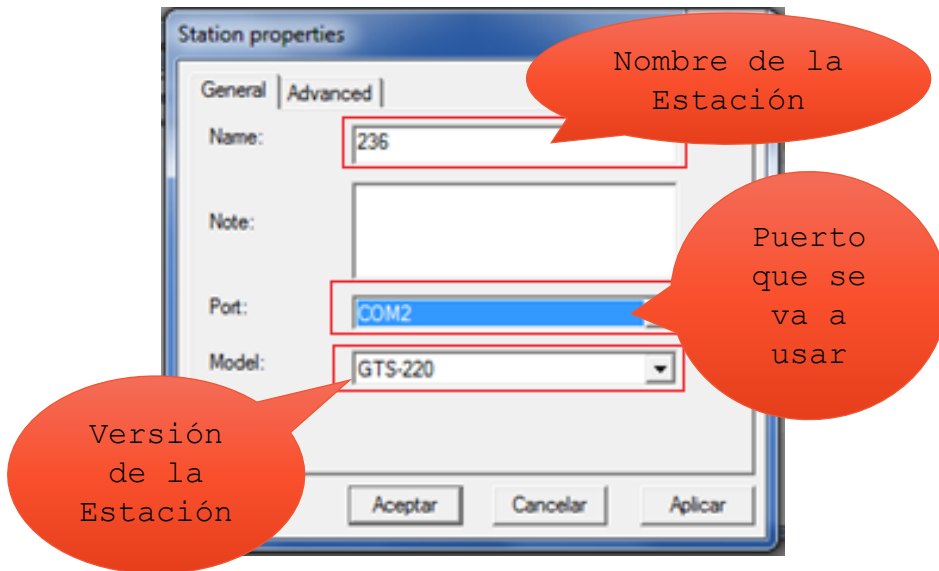 Station properties
Nombre de la
Estación
General
Advanced
Name:
236
Note:
Puerto
que se
va a
usar
Port:
COM2
Model:
GTS-220
Versión
de la
Estación
Aceptar
Cancelar
Aplicar